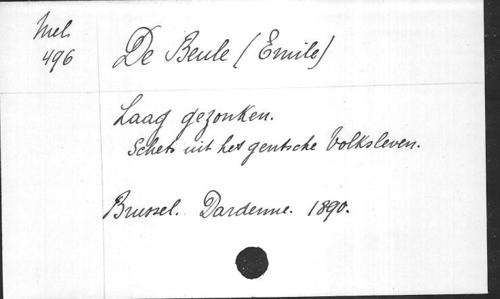 Mel.
496
De Beule (Emile)
Laag gezonken.
Schets uit het gentsche Volksleven.
Brussel. Dardenne. 1890.